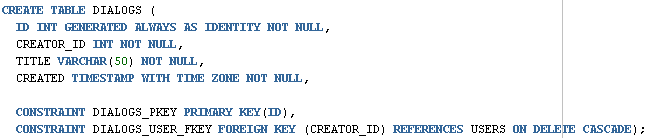 CREATE TABLE DIALOGS (
ID INT GENERATED ALWAYS AS IDENTITY NOT NULL,
CREATOR_ID INT NOT NULL,
TITLE VARCHAR(50) NOT NULL,
CREATED TIMESTAMP WITH TIME ZONE NOT NULL,
CONSTRAINT DIALOGS_PKEY PRIMARY KEY(ID),
CONSTRAINT DIALOGS_USER_FKEY FOREIGN KEY (CREATOR_ID) REFERENCES USERS ON DELETE CASCADE);